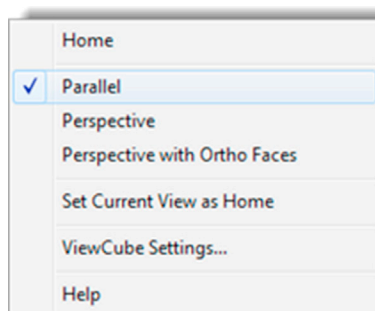 Home
Parallel
Perspective
Perspective with Ortho Faces
Set Current View as Home
ViewCube Settings...
Help